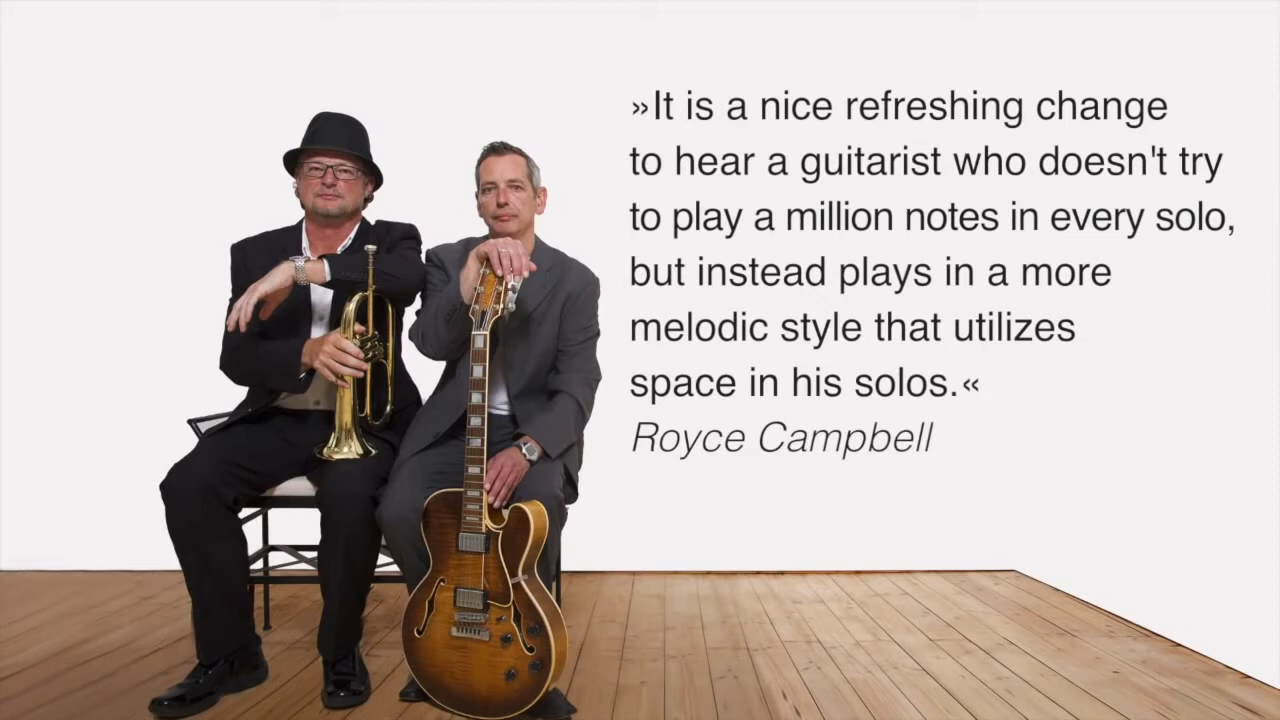 »It is a nice refreshing change
to hear a guitarist who doesn't try
to play a million notes in every solo,
but instead plays in a more
melodic style that utilizes
space in his solos.«
Royce Campbell